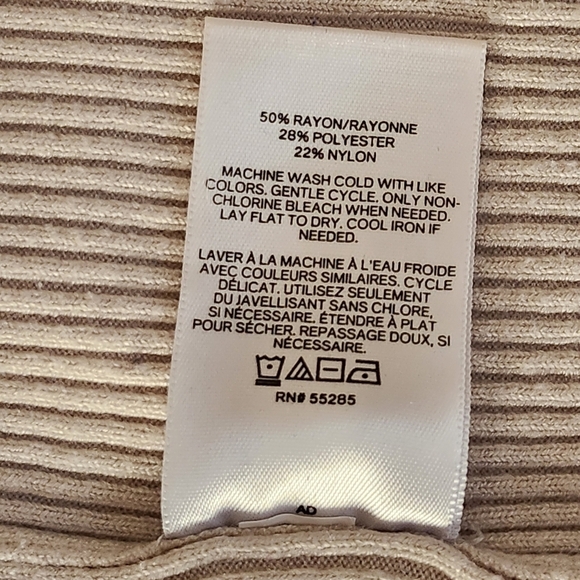 50% RAYON/RAYONNE
28% POLYESTER
22% NYLON
MACHINE WASH COLD WITH LIKE
COLORS. GENTLE CYCLE. ONLY NON-
CHLORINE BLEACH WHEN NEEDED.
LAY FLAT TO DRY. COOL IRON IF
NEEDED.
LAVER À LA MACHINE À L'EAU FROIDE
AVEC COULEURS SIMILAIRES. CYCLE
DÉLICAT. UTILISEZ SEULEMENT
DU JAVELLISANT SANS CHLORE,
SI NÉCESSAIRE. ÉTENDRE À PLAT
POUR SÉCHER. REPASSAGE DOUX, SI
NÉCESSAIRE.
RN# 55285
AD